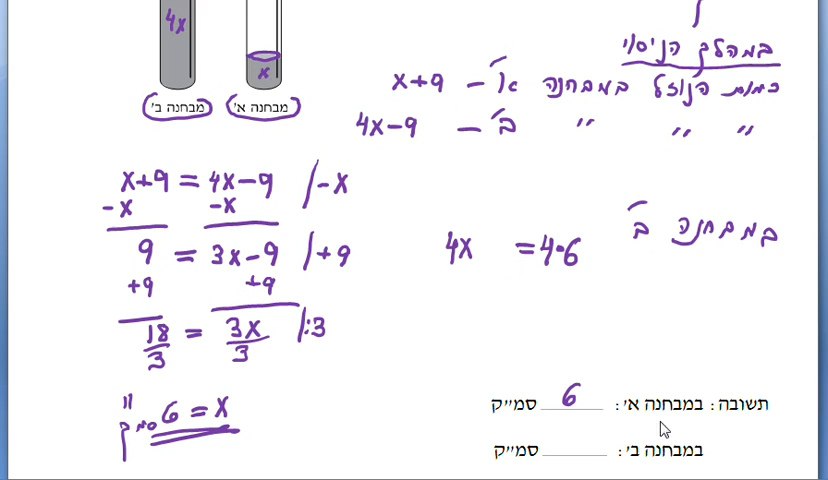 4x
x
מבחנה א' מבחנה ב'
במהלך הניסוי
כמות הנוזל במבחנה א' – x+9
" " " ב' – 4x-9
x+9 = 4x-9 /-x
-x -x
9 = 3x-9 /+9
+9 +9
18/3 = 3x/3 /:3
6 = x
סמ"ק
במבחנה ב'
4x = 4·6
תשובה: במבחנה א': 6 סמ"ק
במבחנה ב': ______ סמ"ק